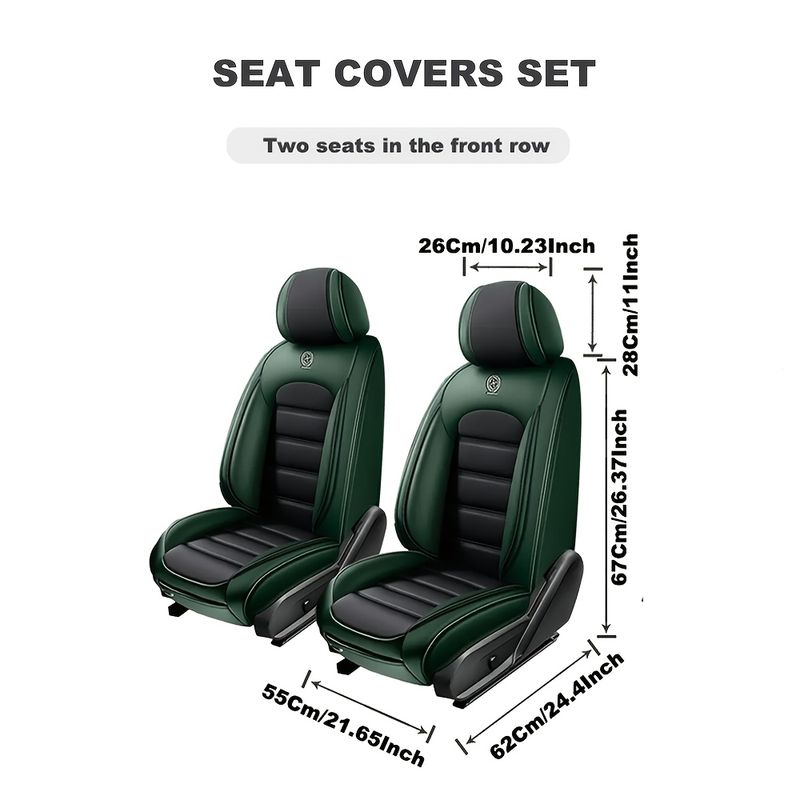 SEAT COVERS SET
Two seats in the front row
26Cm/10.23Inch
28Cm/11Inch
67Cm/26.37Inch
55Cm/21.65Inch
62Cm/24.4Inch